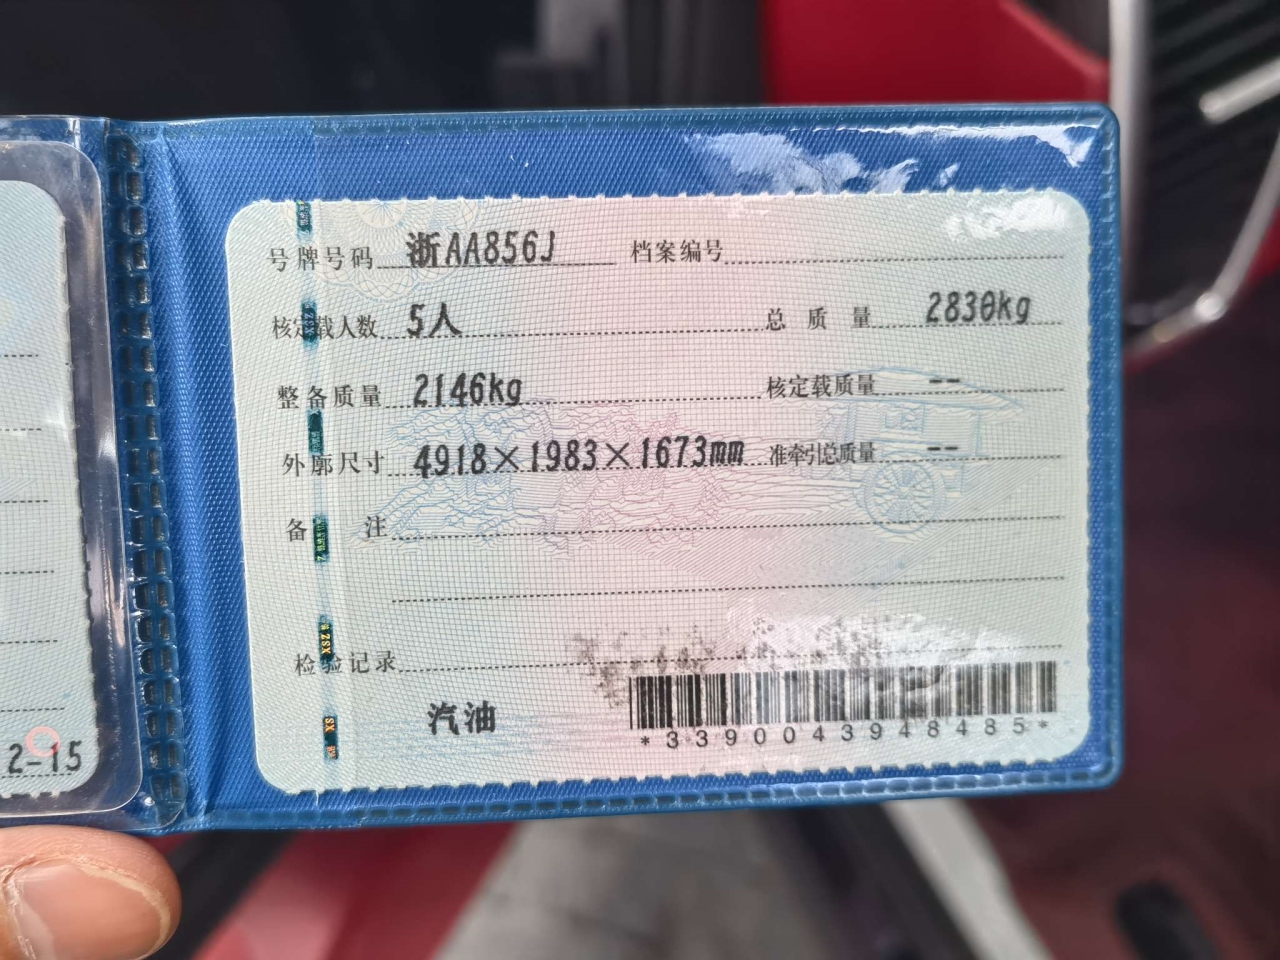 号牌号码 浙AA856J 档案编号
核定载人数 5人 总质量 2830kg
整备质量 2146kg 核定载质量 --
外廓尺寸 4918×1983×1673mm 准牵引总质量 --
备注
检验记录
汽油
*3390043948485*
2-15